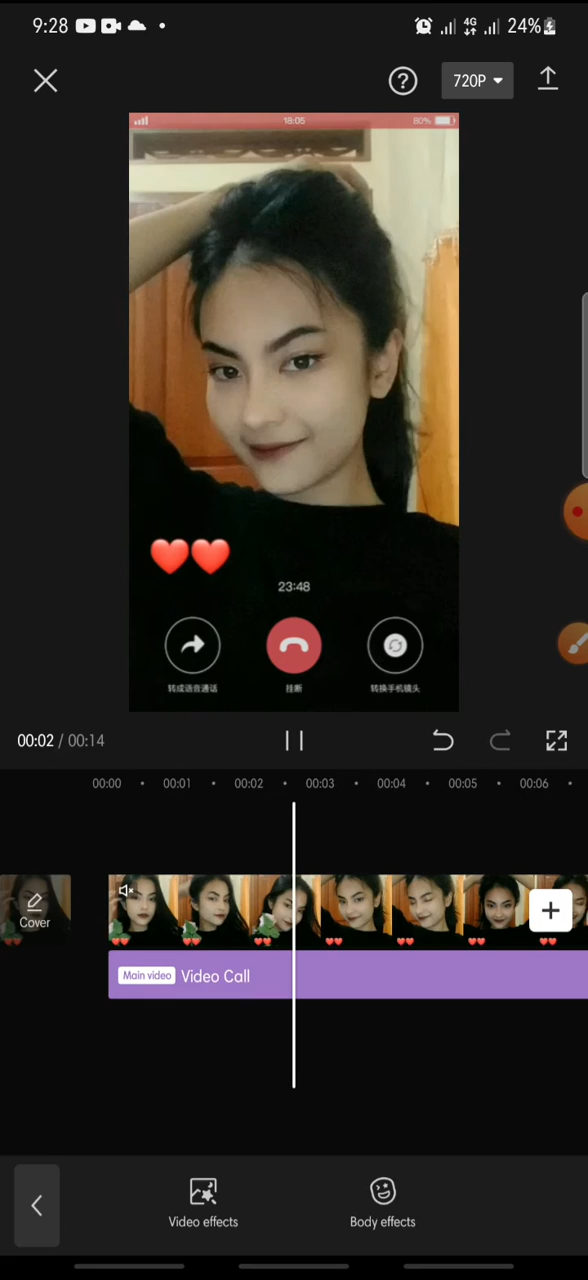 9:28
4G
24%
720P
18:05
80%
23:48
转成语音通话
挂断
转换手机镜头
00:02 / 00:14
00:00
00:01
00:02
00:03
00:04
00:05
00:06
Cover
Main video
Video Call
Video effects
Body effects